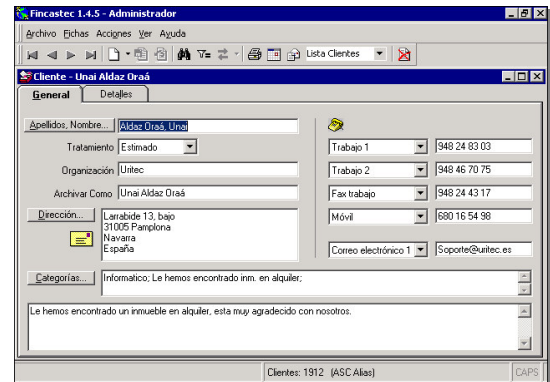 Fincastec 1.4.5 - Administrador
Archivo Fichas Acciones Ver Ayuda
Lista Clientes
Cliente - Unai Aldaz Oraá
General Detalles
Apellidos, Nombre... Aldaz Oraá, Unai
Tratamiento Estimado
Trabajo 1 948 24 83 03
Organización Uritec
Trabajo 2 948 46 70 75
Archivar Como Unai Aldaz Oraá
Fax trabajo 948 24 43 17
Dirección... Larrabide 13, bajo
31005 Pamplona
Navarra
España
Móvil 680 16 54 98
Correo electrónico 1 Soporte@uritec.es
Categorías... Informatico; Le hemos encontrado inm. en alquiler;
Le hemos encontrado un inmueble en alquiler, esta muy agradecido con nosotros.
Clientes: 1912 (ASC Alias) CAPS